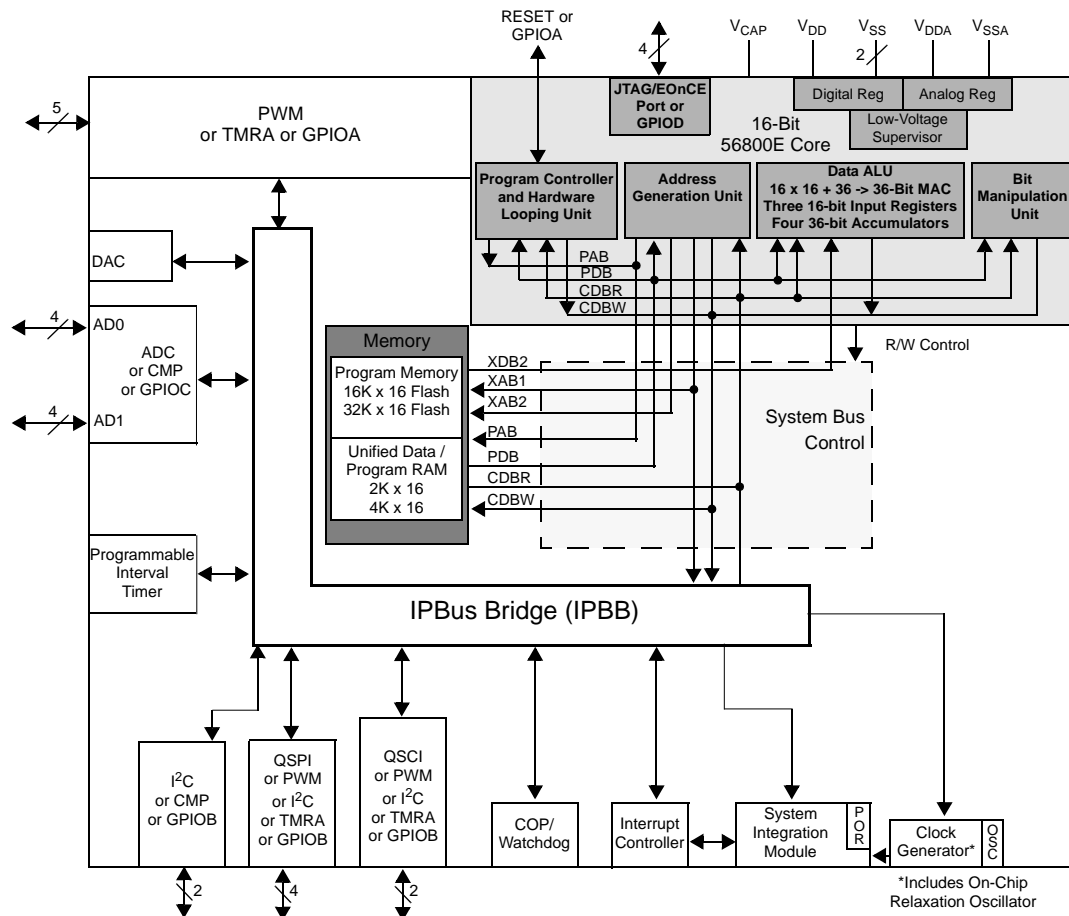 RESET or
GPIOA
4
VCAP
VDD
VSS
2
VDDA
VSSA
5
PWM
or TMRA or GPIOA
JTAG/EOnCE
Port or
GPIOD
Digital Reg
Analog Reg
Low-Voltage
Supervisor
16-Bit
56800E Core
Program Controller
and Hardware
Looping Unit
Address
Generation Unit
Data ALU
16 x 16 + 36 -> 36-Bit MAC
Three 16-bit Input Registers
Four 36-bit Accumulators
Bit
Manipulation
Unit
PAB
PDB
CDBR
CDBW
DAC
4
AD0
ADC
or CMP
or GPIOC
4
AD1
Memory
Program Memory
16K x 16 Flash
32K x 16 Flash
Unified Data /
Program RAM
2K x 16
4K x 16
XDB2
XAB1
XAB2
PAB
PDB
CDBR
CDBW
R/W Control
System Bus
Control
Programmable
Interval
Timer
IPBus Bridge (IPBB)
I2C
or CMP
or GPIOB
2
QSPI
or PWM
or I2C
or TMRA
or GPIOB
4
QSCI
or PWM
or I2C
or TMRA
or GPIOB
2
COP/
Watchdog
Interrupt
Controller
System
Integration
Module
POR
Clock
Generator*
OSC
*Includes On-Chip
Relaxation Oscillator